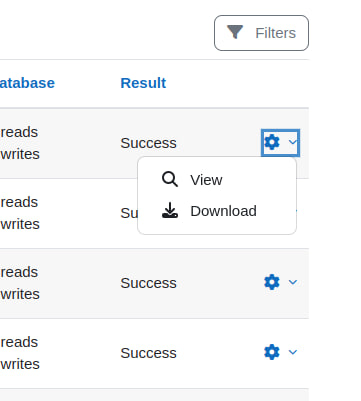 Filters
atabase Result
reads
writes
Success
View
Download
reads
writes
Su
reads
writes
Success
reads
writes
Success